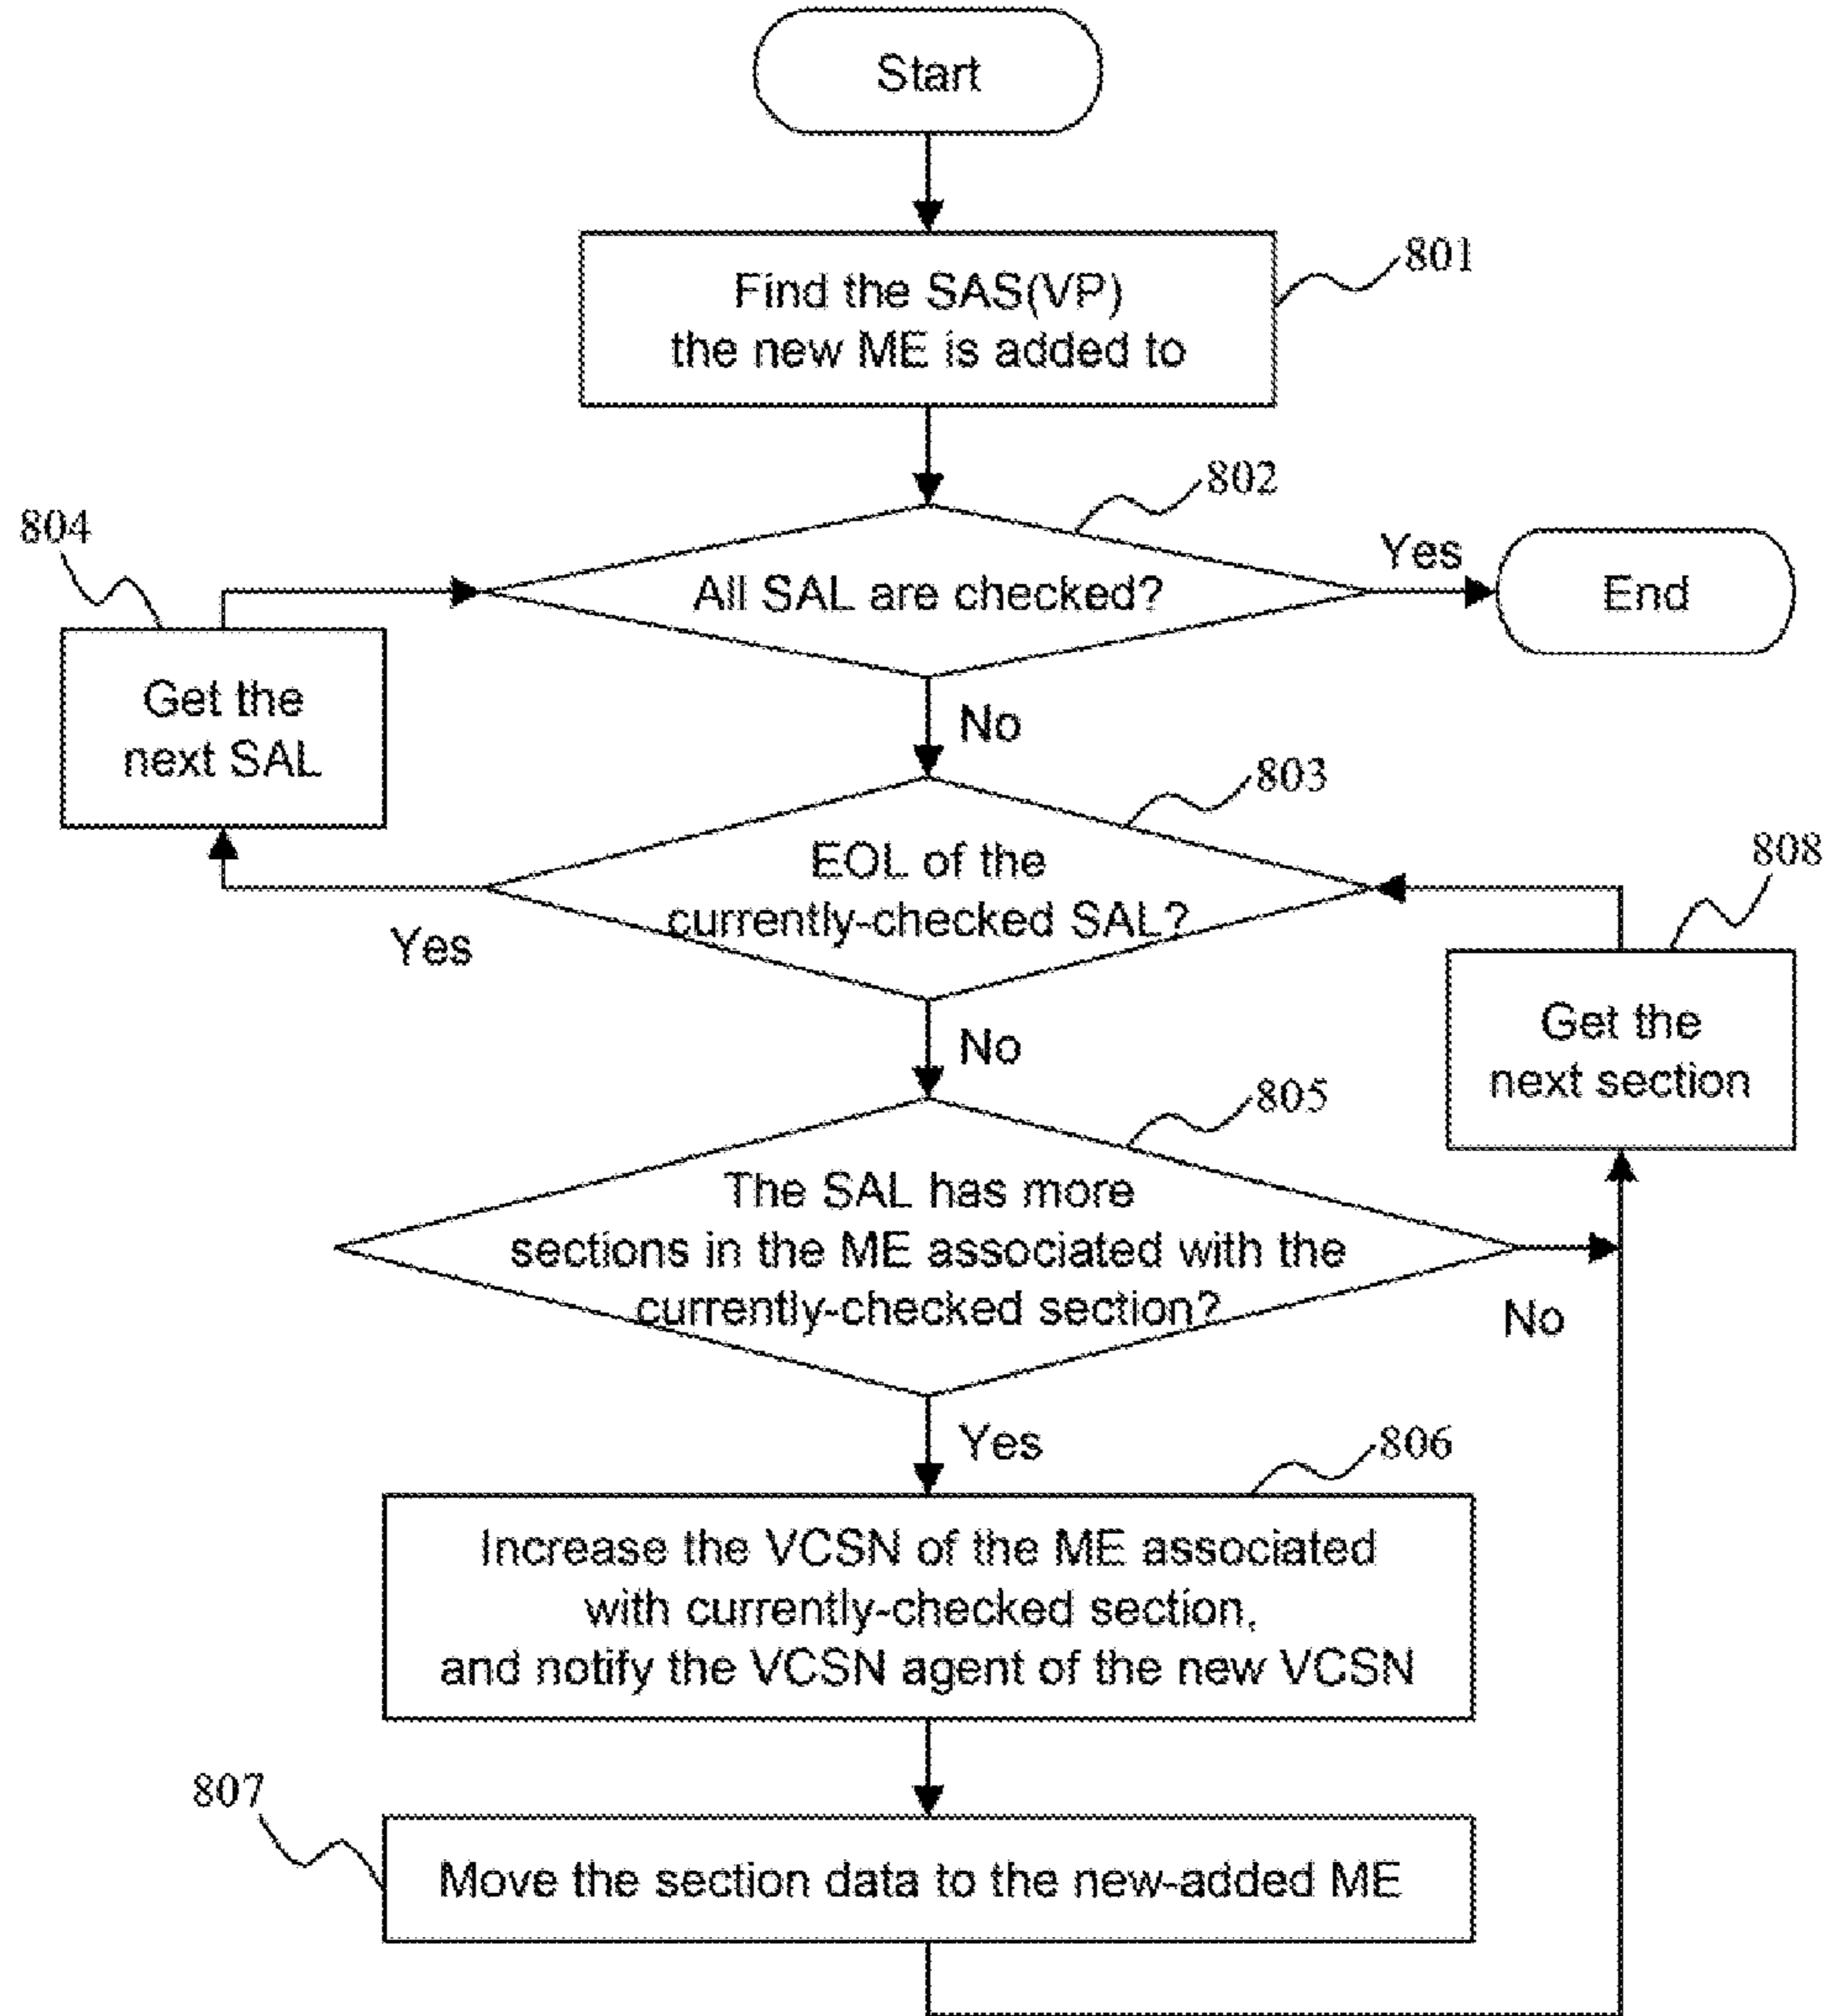 Start
801
Find the SAS(VP)
the new ME is added to
802
804
All SAL are checked?
Yes
End
Get the
next SAL
No
803
EOL of the
currently-checked SAL?
Yes
808
Get the
next section
No
805
The SAL has more
sections in the ME associated with the
currently-checked section?
No
Yes
806
Increase the VCSN of the ME associated
with currently-checked section,
and notify the VCSN agent of the new VCSN
807
Move the section data to the new-added ME